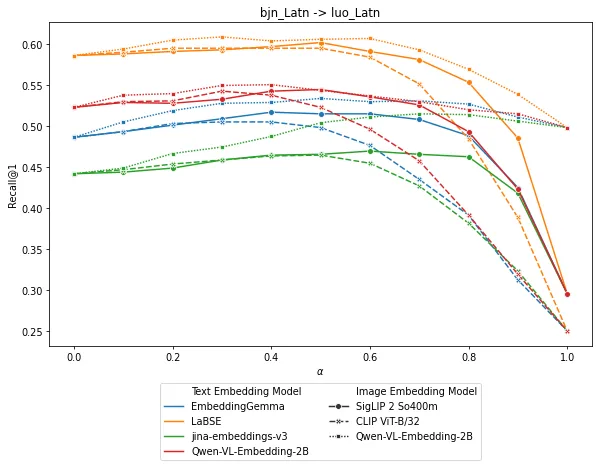 bjn_Latn -> luo_Latn
Recall@1
0.60
0.55
0.50
0.45
0.40
0.35
0.30
0.25
0.0 0.2 0.4 0.6 0.8 1.0
α
Text Embedding Model Image Embedding Model
EmbeddingGemma SigLIP 2 So400m
LaBSE CLIP ViT-B/32
jina-embeddings-v3 Qwen-VL-Embedding-2B
Qwen-VL-Embedding-2B